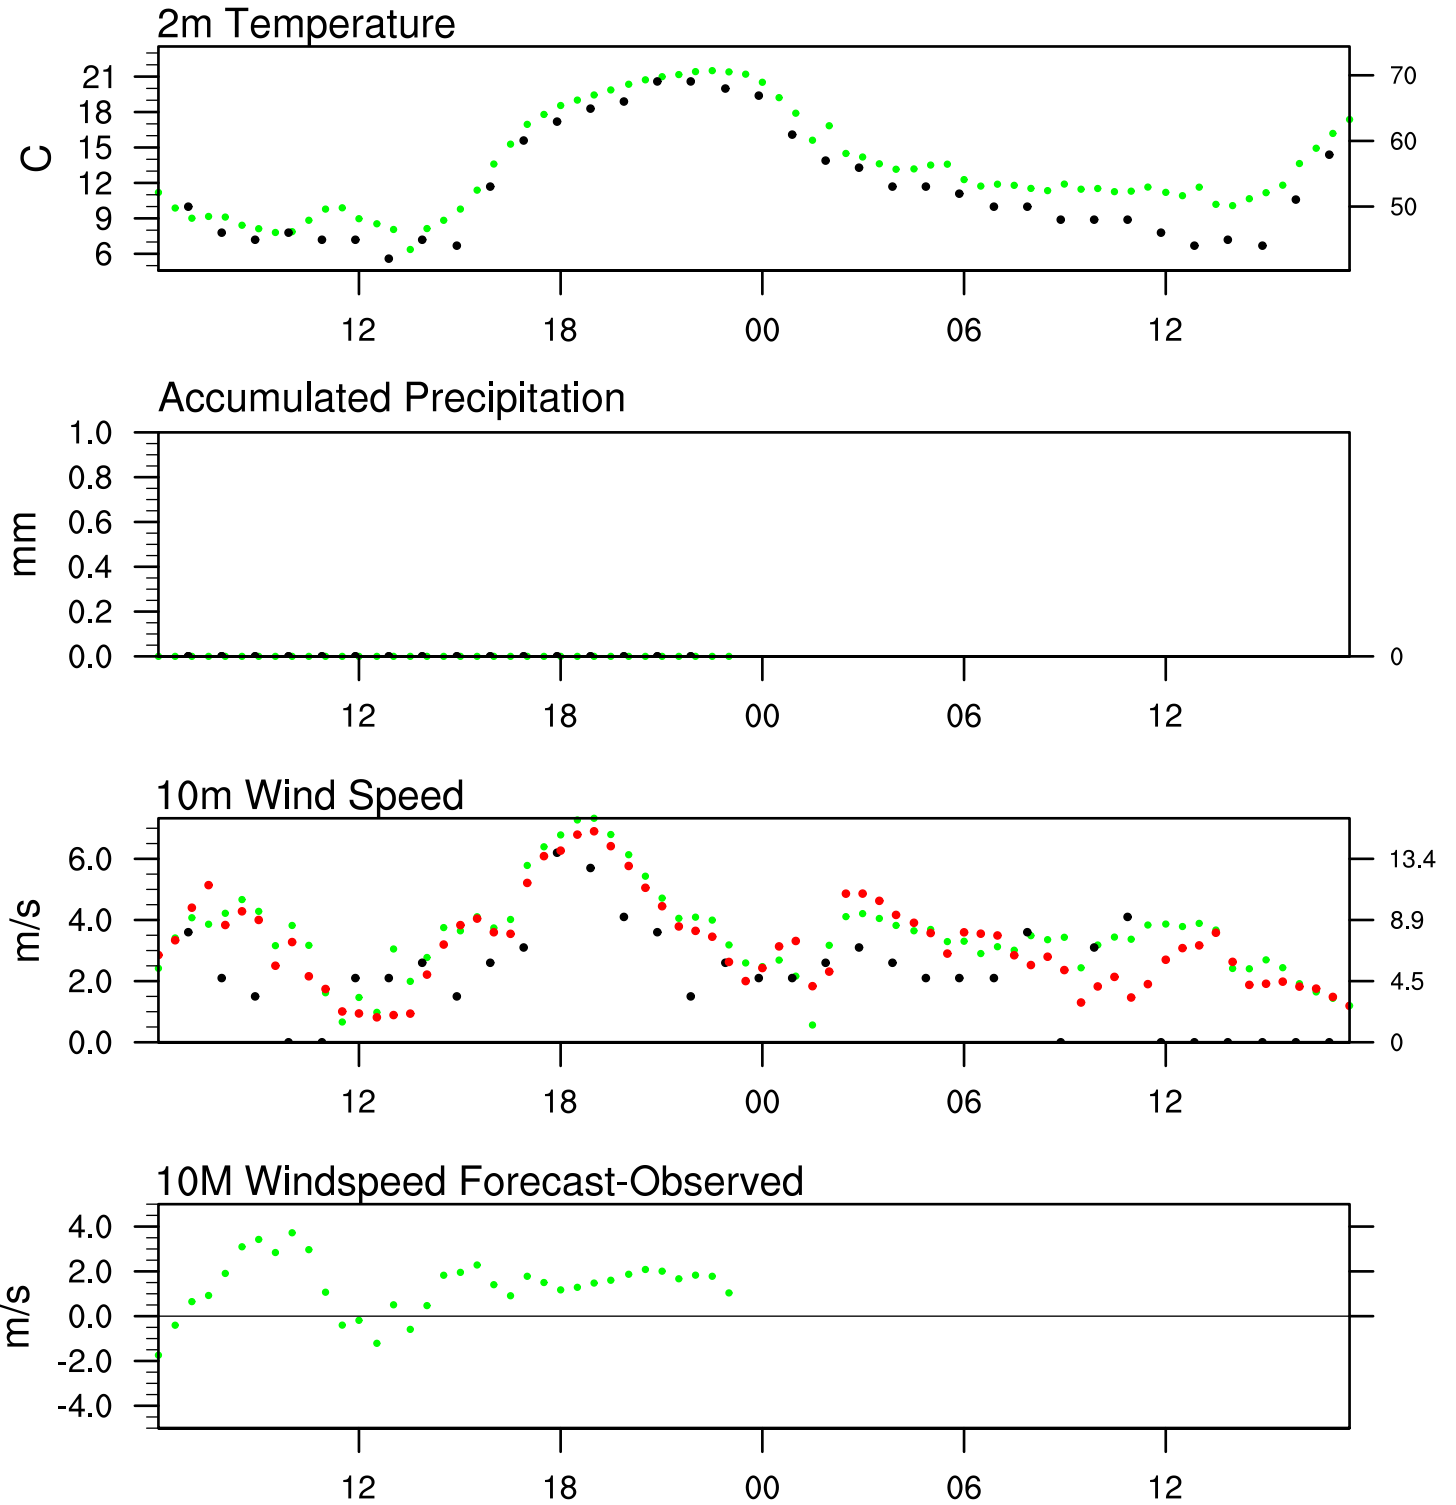 2m Temperature
21
18
15
12
9
6
C
70
60
50
12 18 00 06 12
Accumulated Precipitation
1.0
0.8
0.6
0.4
0.2
0.0
mm
0
12 18 00 06 12
10m Wind Speed
6.0
4.0
2.0
0.0
m/s
13.4
8.9
4.5
0
12 18 00 06 12
10M Windspeed Forecast-Observed
4.0
2.0
0.0
-2.0
-4.0
m/s
12 18 00 06 12